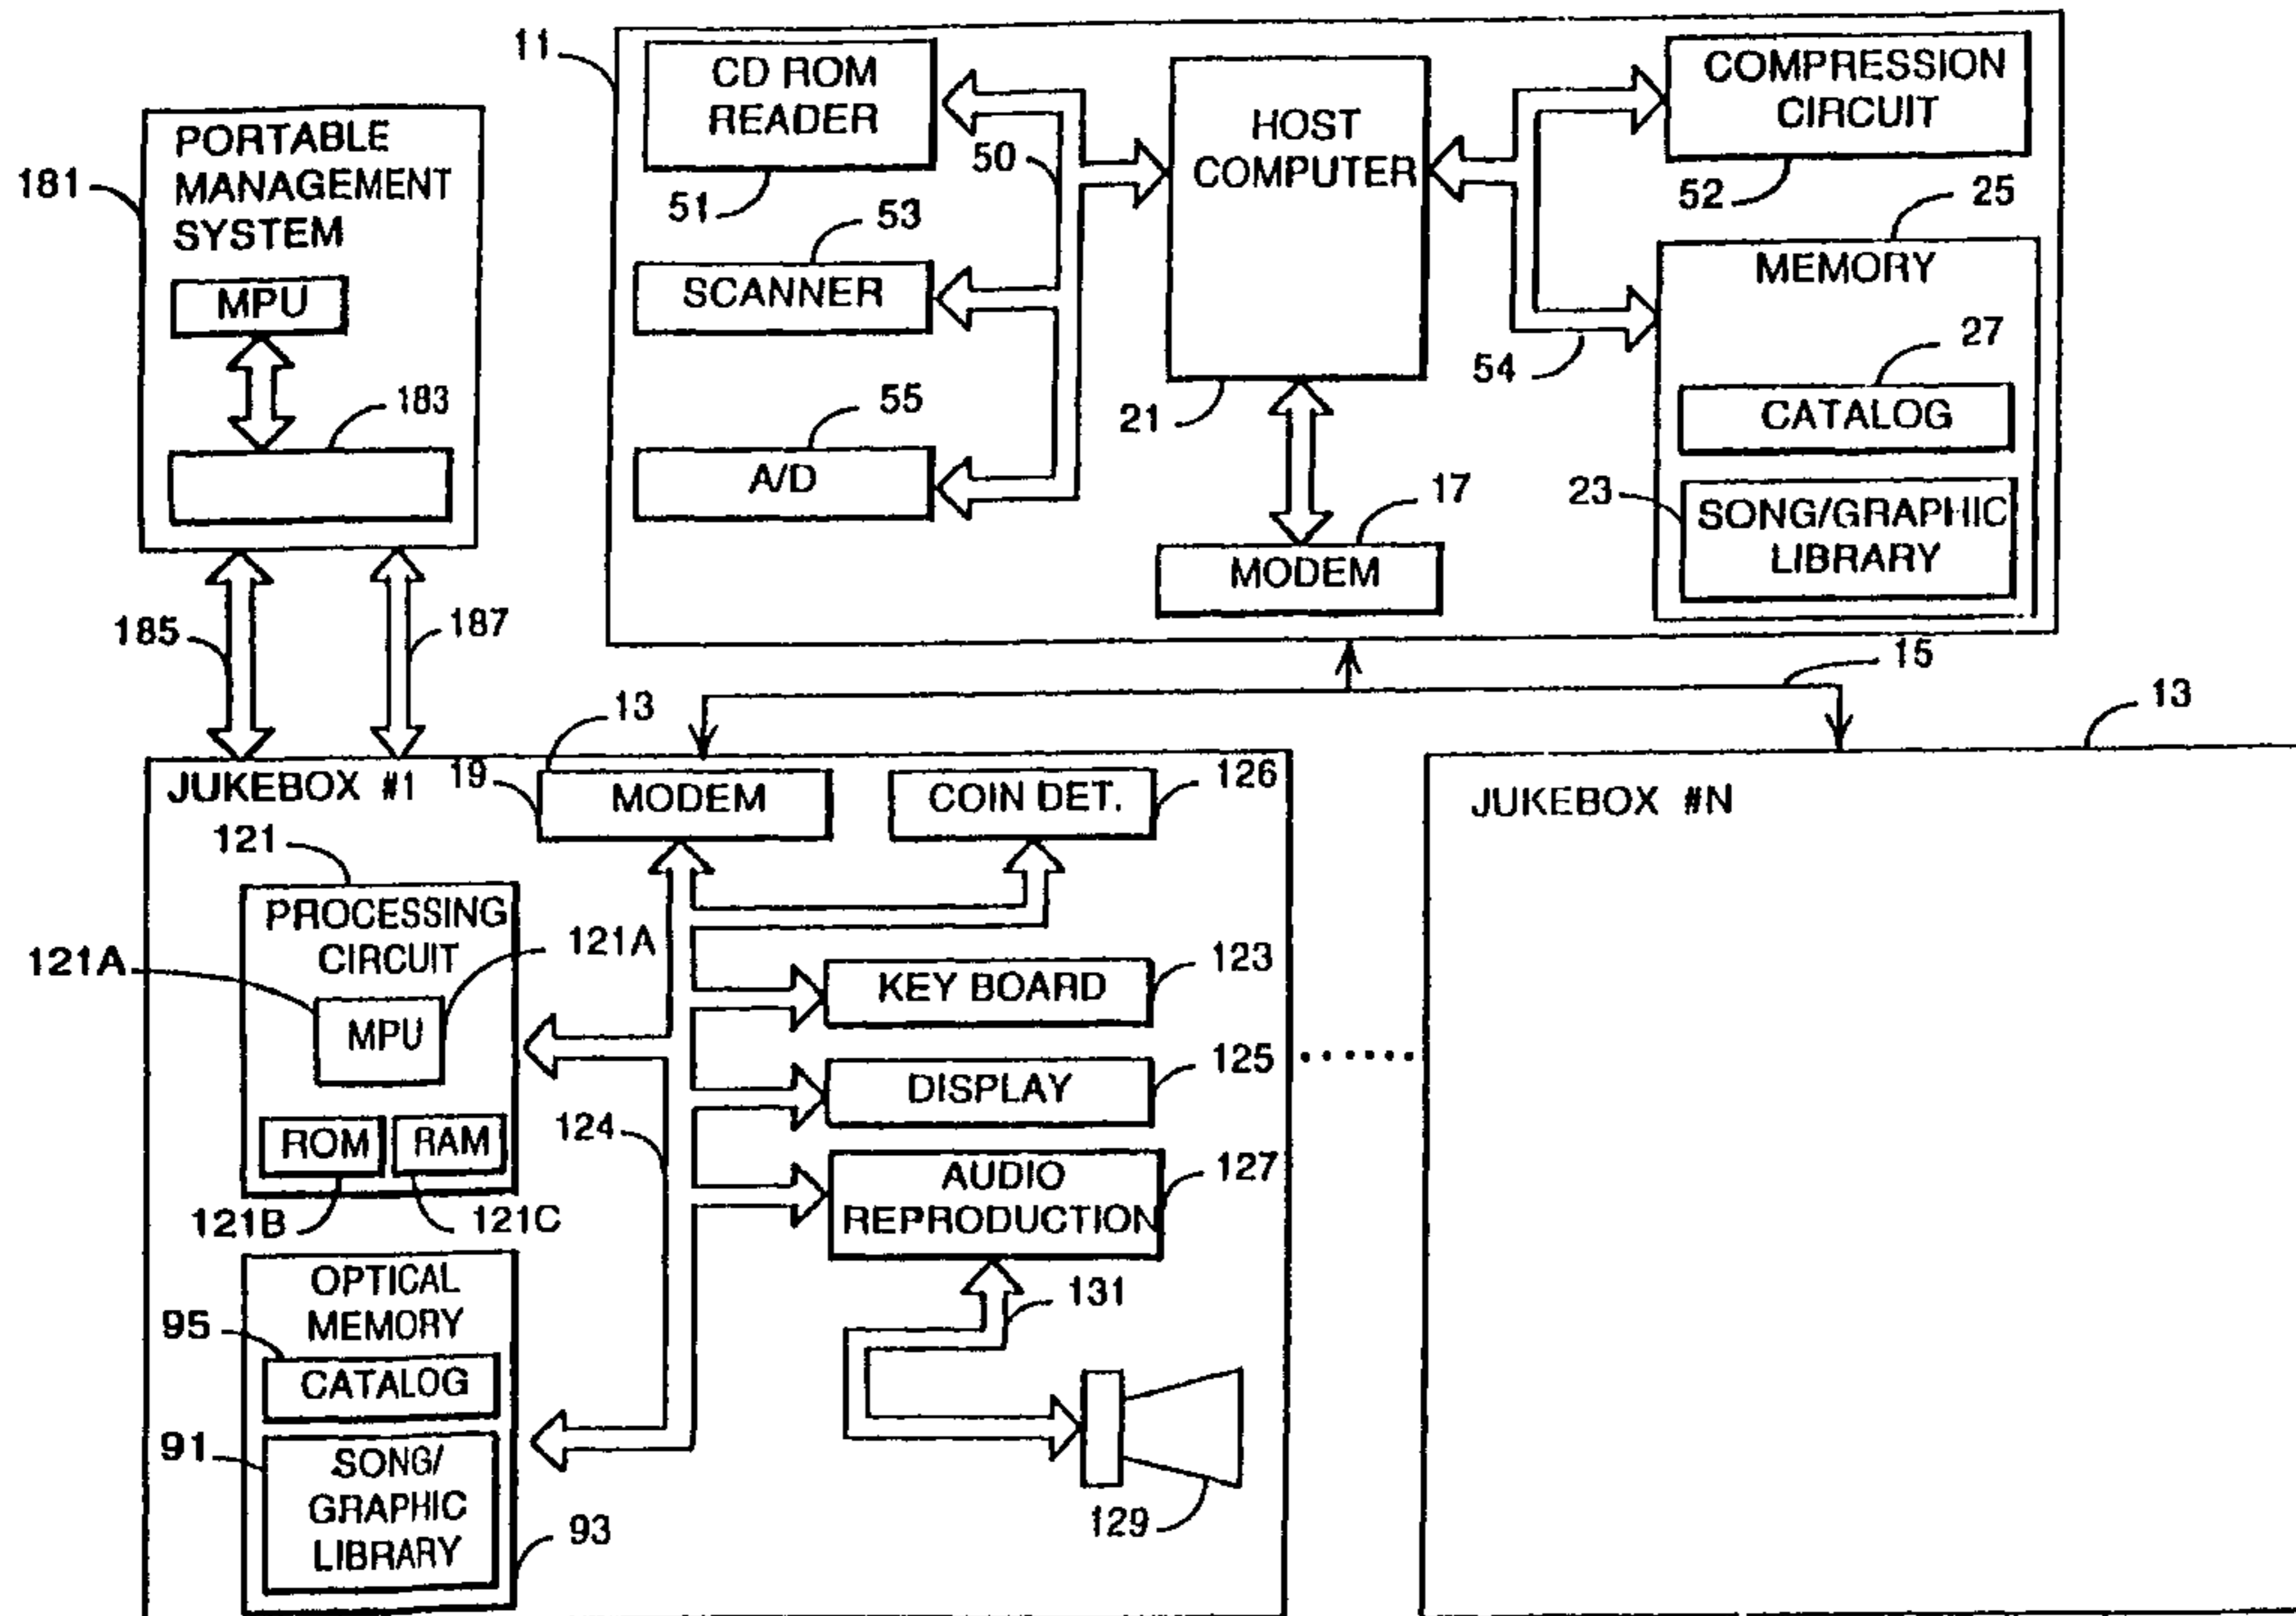 11
CD ROM
READER
51
50
HOST
COMPUTER
21
COMPRESSION
CIRCUIT
52
25
MEMORY
27
CATALOG
23
SONG/GRAPHIC
LIBRARY
54
53
SCANNER
55
A/D
17
MODEM
181
PORTABLE
MANAGEMENT
SYSTEM
MPU
183
185
187
15
13
13
JUKEBOX #1
19
MODEM
COIN DET.
126
JUKEBOX #N
121
PROCESSING
CIRCUIT
121A
121A
MPU
ROM
RAM
121B
121C
KEY BOARD
123
DISPLAY
125
124
AUDIO
REPRODUCTION
127
131
129
OPTICAL
MEMORY
95
CATALOG
91
SONG/
GRAPHIC
LIBRARY
93